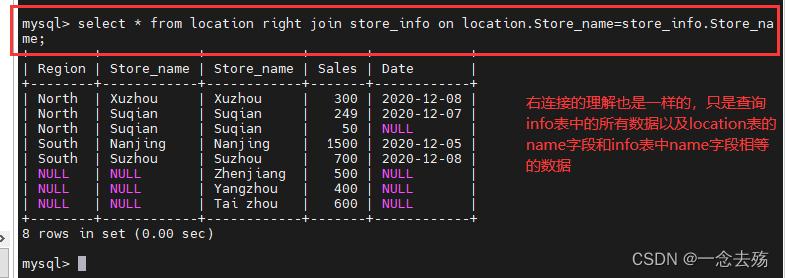 mysql> select * from location right join store_info on location.Store_name=store_info.Store_na
me;
| Region | Store_name | Store_name | Sales | Date |
| North | Xuzhou | Xuzhou | 300 | 2020-12-08 |
| North | Suqian | Suqian | 249 | 2020-12-07 |
| North | Suqian | Suqian | 50 | NULL |
| South | Nanjing | Nanjing | 1500 | 2020-12-05 |
| South | Suzhou | Suzhou | 700 | 2020-12-08 |
| NULL | NULL | Zhenjiang | 500 | NULL |
| NULL | NULL | Yangzhou | 400 | NULL |
| NULL | NULL | Tai zhou | 600 | NULL |
8 rows in set (0.00 sec)
mysql>
右连接的理解也是一样的，只是查询
info表中的所有数据以及location表的
name字段和info表中name字段相等
的数据
CSDN @一念去殇